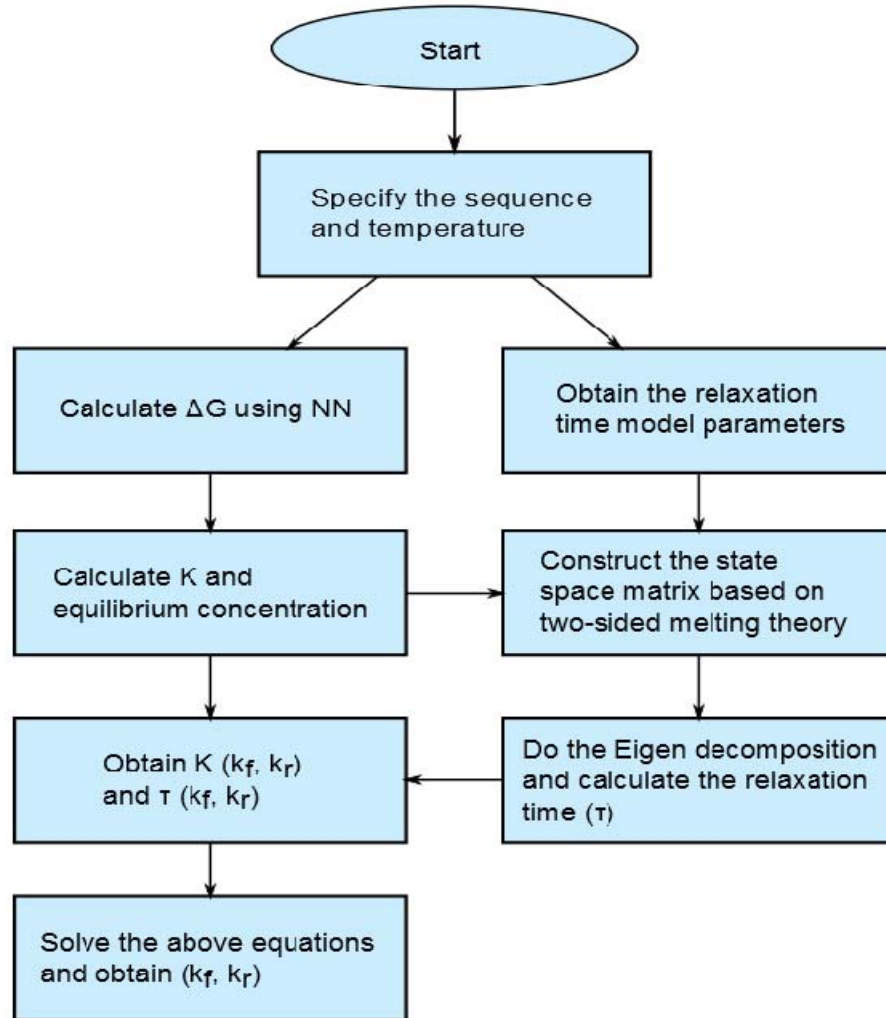 Start
Specify the sequence
and temperature
Calculate ΔG using NN
Obtain the relaxation
time model parameters
Calculate K and
equilibrium concentration
Construct the state
space matrix based on
two-sided melting theory
Obtain K (kf, kr)
and τ (kf, kr)
Do the Eigen decomposition
and calculate the relaxation
time (τ)
Solve the above equations
and obtain (kf, kr)